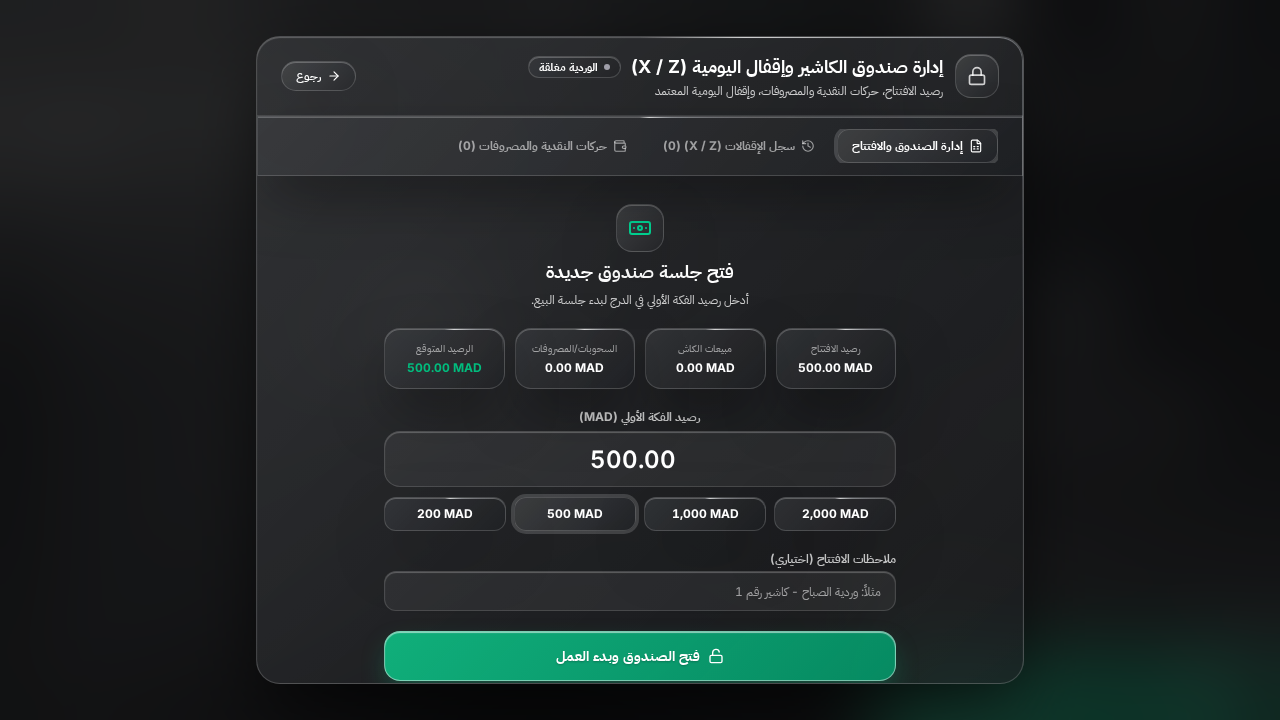 إدارة صندوق الكاشير وإقفال اليومية (X / Z)
الوردية مغلقة
رجوع
رصيد الافتتاح، حركات النقدية والمصروفات، وإقفال اليومية المعتمد
إدارة الصندوق والافتتاح
سجل الإقفالات (X / Z) (0)
حركات النقدية والمصروفات (0)
فتح جلسة صندوق جديدة
أدخل رصيد الفكة الأولي في الدرج لبدء جلسة البيع.
رصيد الافتتاح
500.00 MAD
مبيعات الكاش
0.00 MAD
السحوبات/المصروفات
0.00 MAD
الرصيد المتوقع
500.00 MAD
رصيد الفكة الأولي (MAD)
500.00
2,000 MAD
1,000 MAD
500 MAD
200 MAD
ملاحظات الافتتاح (اختياري)
مثلاً: وردية الصباح - كاشير رقم 1
فتح الصندوق وبدء العمل